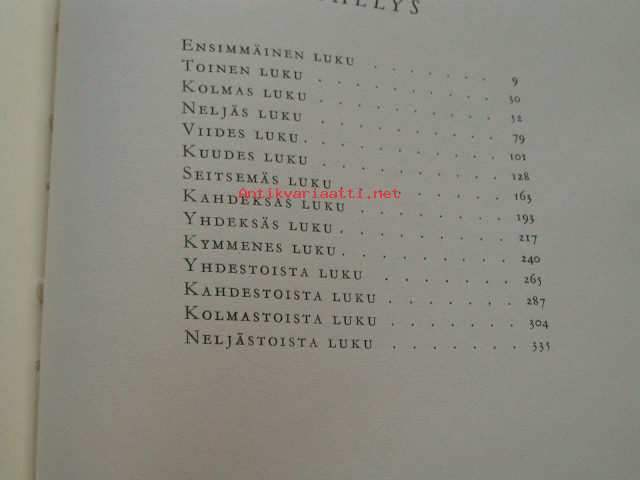 ÄLLYS
ENSIMMÄINEN LUKU . . . . . . 9
TOINEN LUKU . . . . . . . . . 30
KOLMAS LUKU . . . . . . . . . 52
NELJÄS LUKU . . . . . . . . . 79
VIIDES LUKU . . . . . . . . . . 101
KUUDES LUKU . . . . . . . . . 128
SEITSEMÄS LUKU . . . . . . . 163
Antikvariaatti.net
KAHDEKSAS LUKU . . . . . . . 193
YHDEKSÄS LUKU . . . . . . . . 217
KYMMENES LUKU . . . . . . . . 240
YHDESTOISTA LUKU . . . . . . . 265
KAHDESTOISTA LUKU . . . . . . 287
KOLMASTOISTA LUKU . . . . . . 304
NELJÄSTOISTA LUKU . . . . . . 335